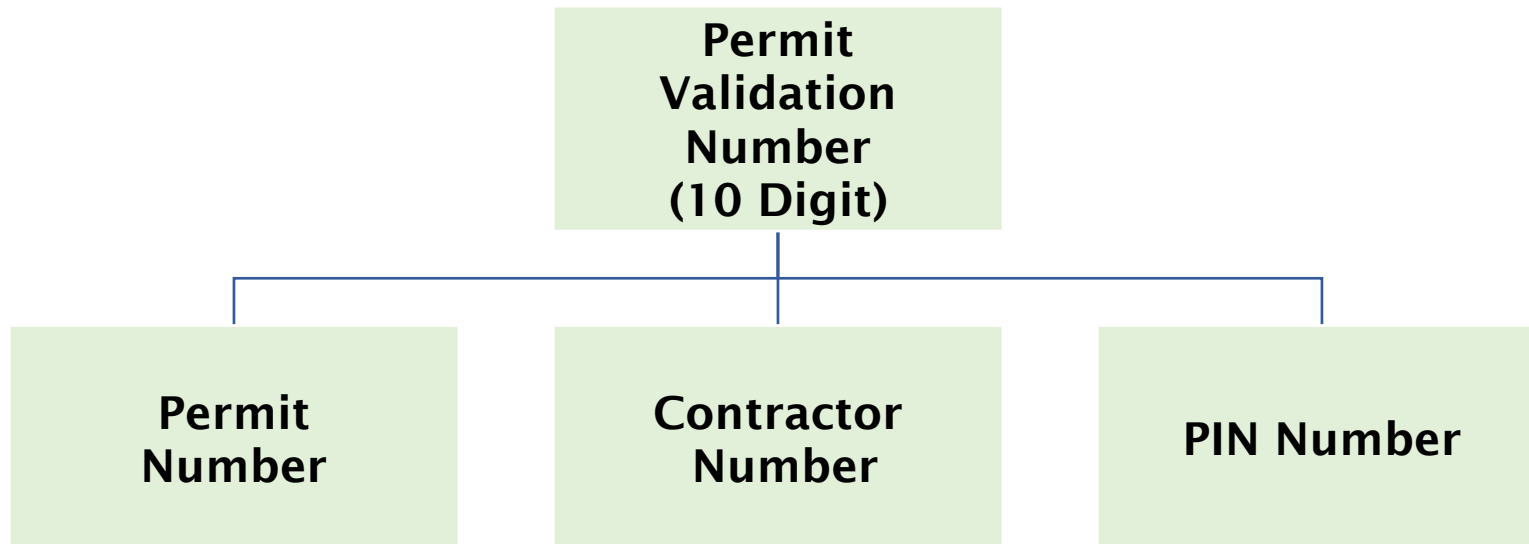 Permit
Validation
Number
(10 Digit)
Permit
Number
Contractor
Number
PIN Number